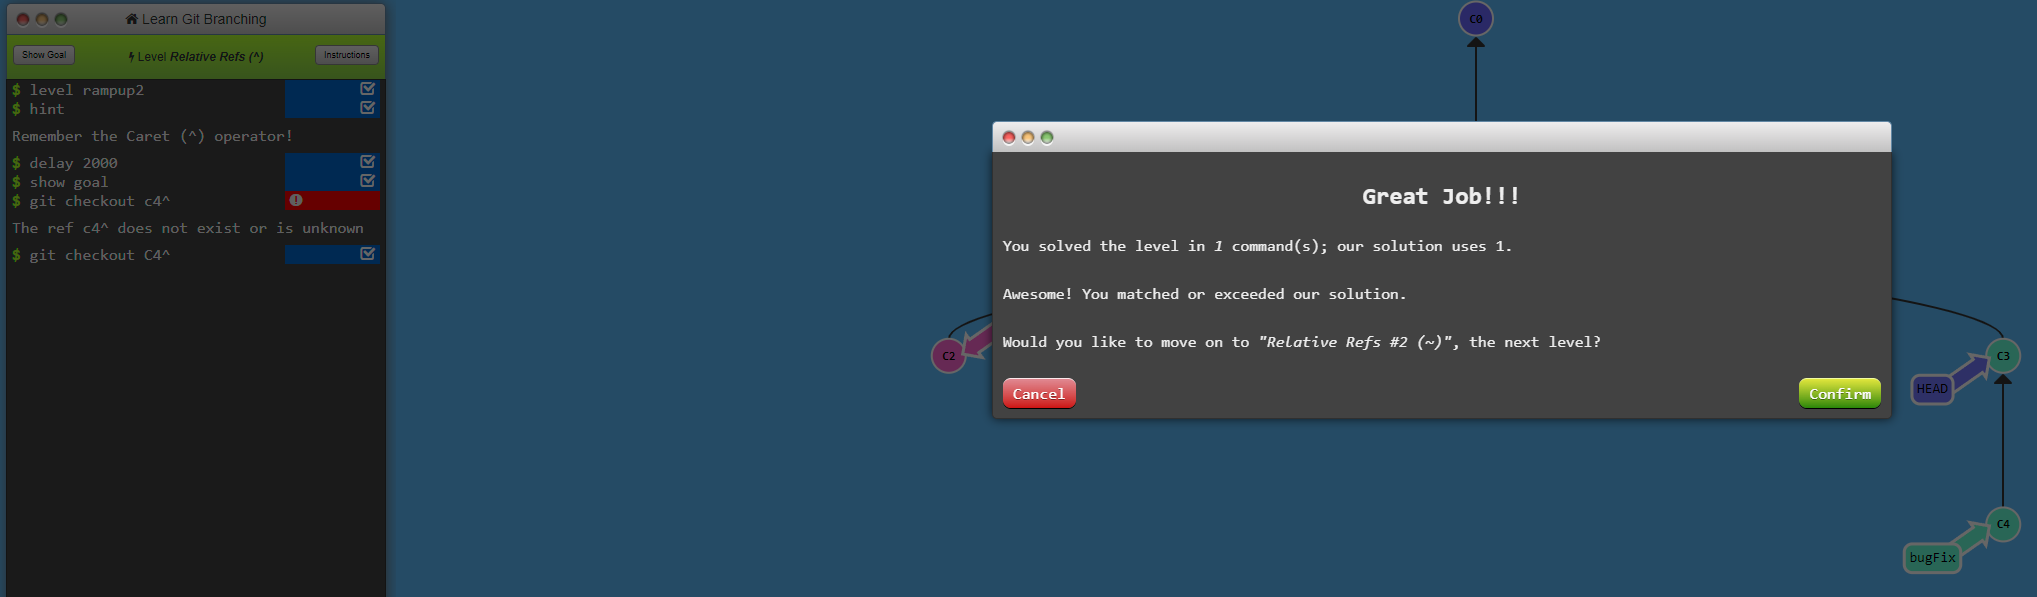 Learn Git Branching
Show Goal
Level Relative Refs (^)
Instructions
$ level rampup2
$ hint
Remember the Caret (^) operator!
$ delay 2000
$ show goal
$ git checkout c4^
The ref c4^ does not exist or is unknown
$ git checkout C4^
C0
Great Job!!!
You solved the level in 1 command(s); our solution uses 1.
Awesome! You matched or exceeded our solution.
Would you like to move on to "Relative Refs #2 (~)", the next level?
Cancel
Confirm
C2
C3
HEAD
C4
bugFix